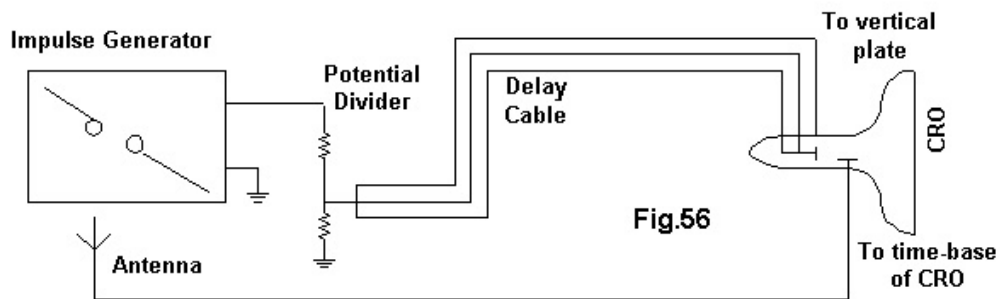 Impulse Generator
Potential
Divider
Delay
Cable
To vertical
plate
CRO
Fig.56
Antenna
To time-base
of CRO